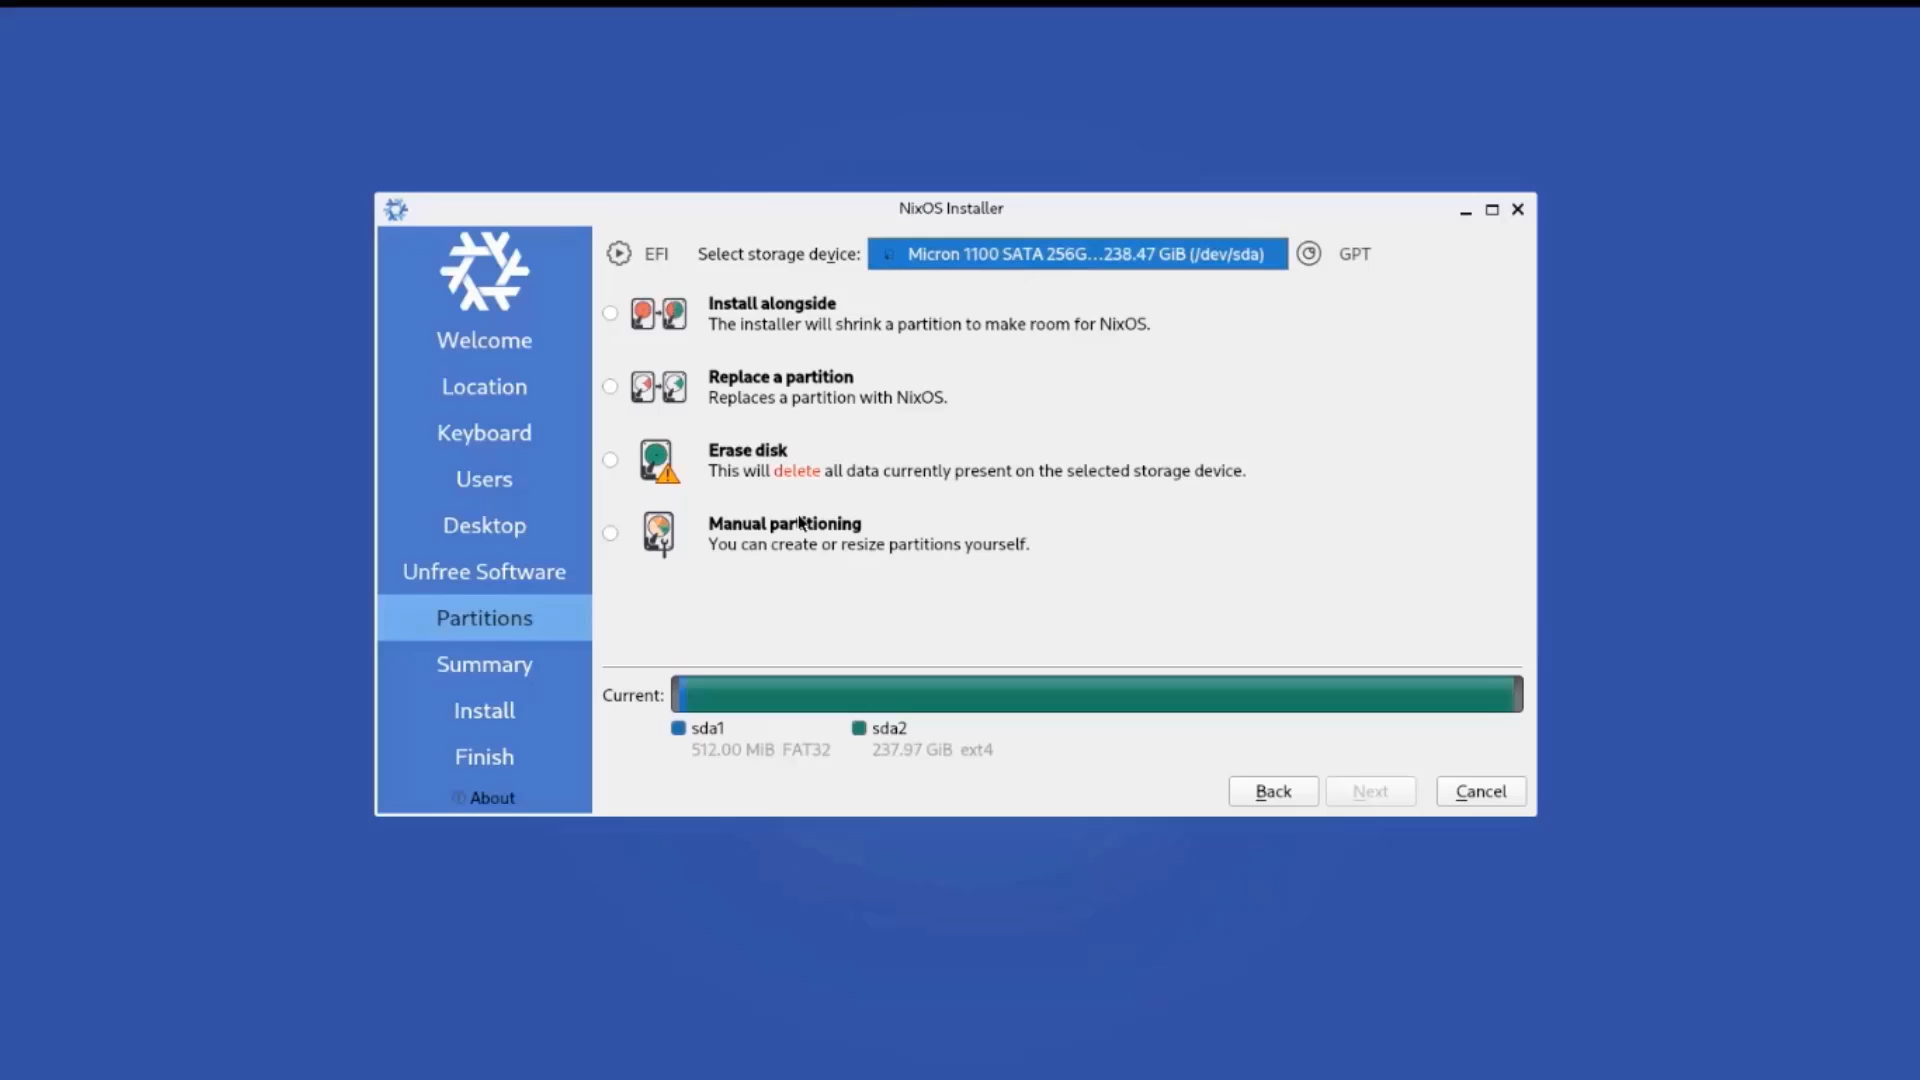 NixOS Installer
EFI
Select storage device:
Micron 1100 SATA 256G...238.47 GiB (/dev/sda)
GPT
Welcome
Location
Keyboard
Users
Desktop
Unfree Software
Partitions
Summary
Install
Finish
About
Install alongside
The installer will shrink a partition to make room for NixOS.
Replace a partition
Replaces a partition with NixOS.
Erase disk
This will delete all data currently present on the selected storage device.
Manual partitioning
You can create or resize partitions yourself.
Current:
sda1
512.00 MiB FAT32
sda2
237.97 GiB ext4
Back
Next
Cancel